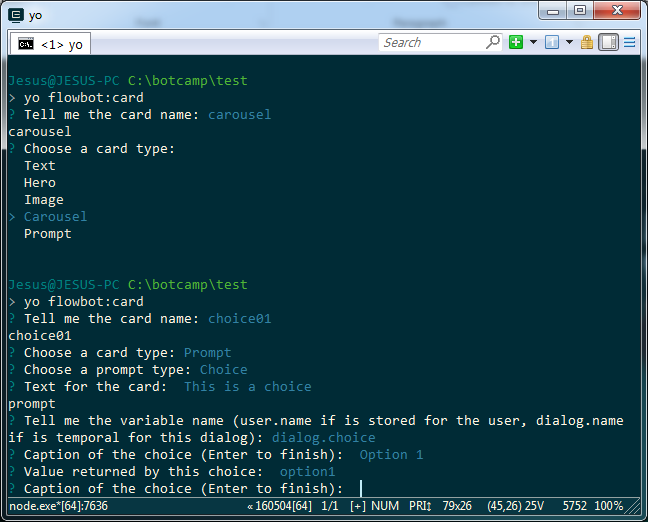 yo
<1> yo
Search
Jesus@JESUS-PC C:\botcamp\test
> yo flowbot:card
? Tell me the card name: carousel
carousel
? Choose a card type:
Text
Hero
Image
> Carousel
Prompt
Jesus@JESUS-PC C:\botcamp\test
> yo flowbot:card
? Tell me the card name: choice01
choice01
? Choose a card type: Prompt
? Choose a prompt type: Choice
? Text for the card: This is a choice
prompt
? Tell me the variable name (user.name if is stored for the user, dialog.name
if is temporal for this dialog): dialog.choice
? Caption of the choice (Enter to finish): Option 1
? Value returned by this choice: option1
? Caption of the choice (Enter to finish):
node.exe*[64]:7636 «160504[64] 1/1 [+] NUM PRI↕ 79x26 (45,26) 25V 5752 100%